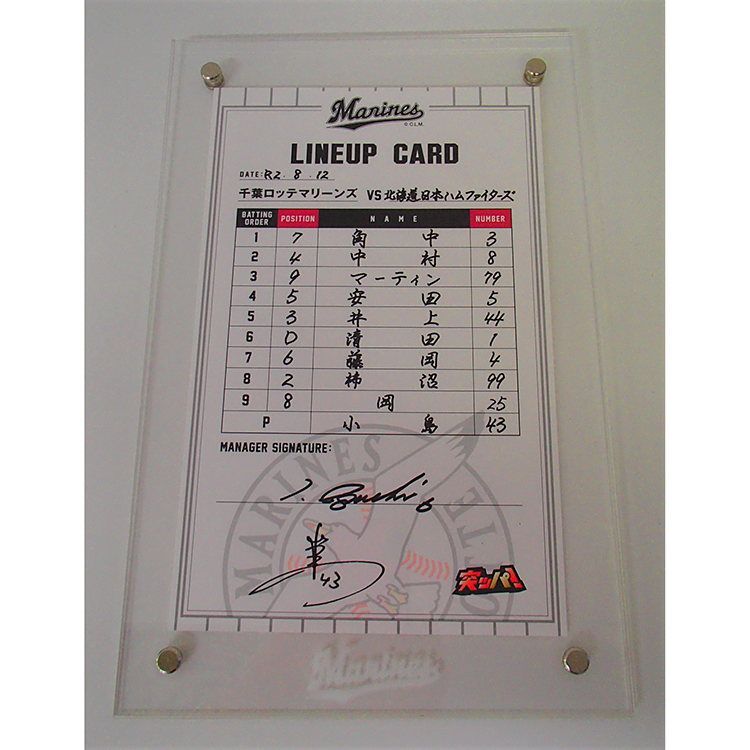 Marines
©C.L.M.
LINEUP CARD
DATE: R2.8.12
千葉ロッテマリーンズ VS 北海道日本ハムファイターズ
BATTING ORDER POSITION NAME NUMBER
1 7 角中 3
2 4 中村 8
3 9 マーティン 79
4 5 安田 5
5 3 井上 44
6 D 清田 1
7 6 藤岡 4
8 2 柿沼 99
9 8 岡 25
P 小島 43
MANAGER SIGNATURE:
MARINES
43
突ッパ!
Marines